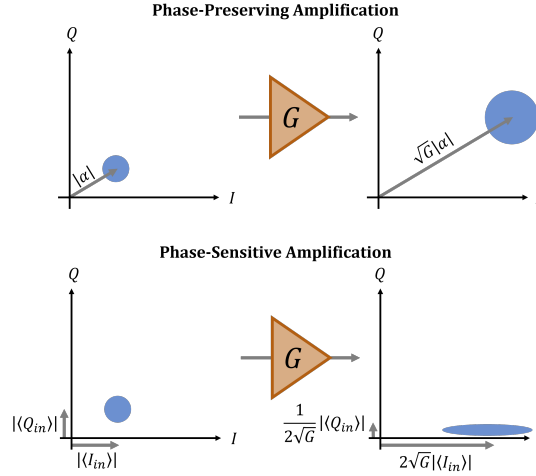 Phase-Preserving Amplification
Q
Q
G
|α|
√G|α|
I
Phase-Sensitive Amplification
Q
Q
G
|⟨Q_in⟩|
1/(2√G) |⟨Q_in⟩|
I
|⟨I_in⟩|
2√G|⟨I_in⟩|